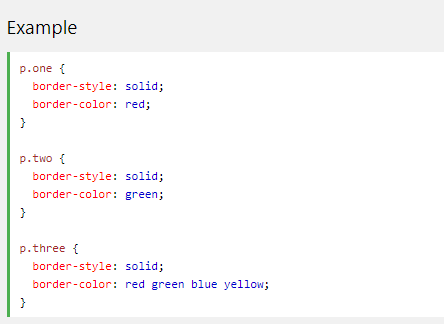 Example
p.one {
  border-style: solid;
  border-color: red;
}
p.two {
  border-style: solid;
  border-color: green;
}
p.three {
  border-style: solid;
  border-color: red green blue yellow;
}